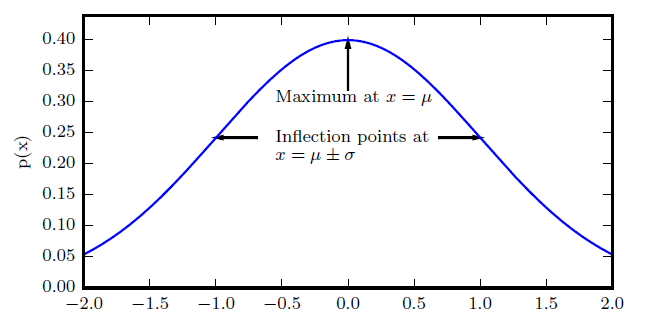 0.40
0.35
0.30
0.25
0.20
0.15
0.10
0.05
0.00
p(x)
Maximum at x = μ
Inflection points at
x = μ ± σ
−2.0 −1.5 −1.0 −0.5 0.0 0.5 1.0 1.5 2.0